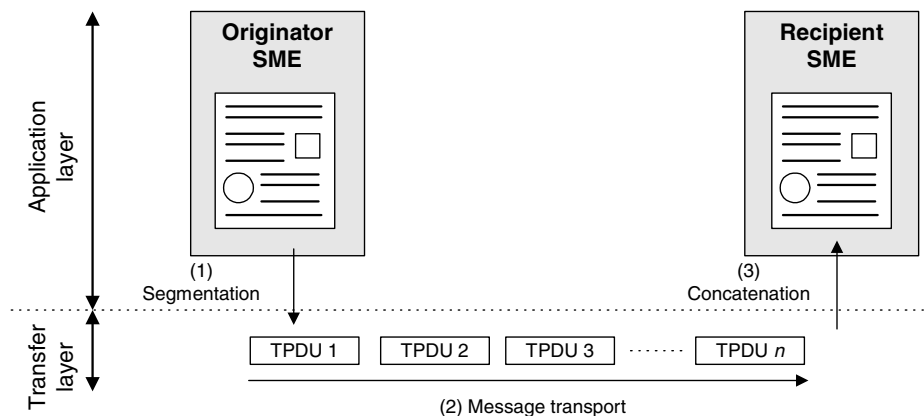 Originator
SME
Recipient
SME
Application
layer
(1)
Segmentation
(3)
Concatenation
Transfer
layer
TPDU 1
TPDU 2
TPDU 3
TPDU n
(2) Message transport